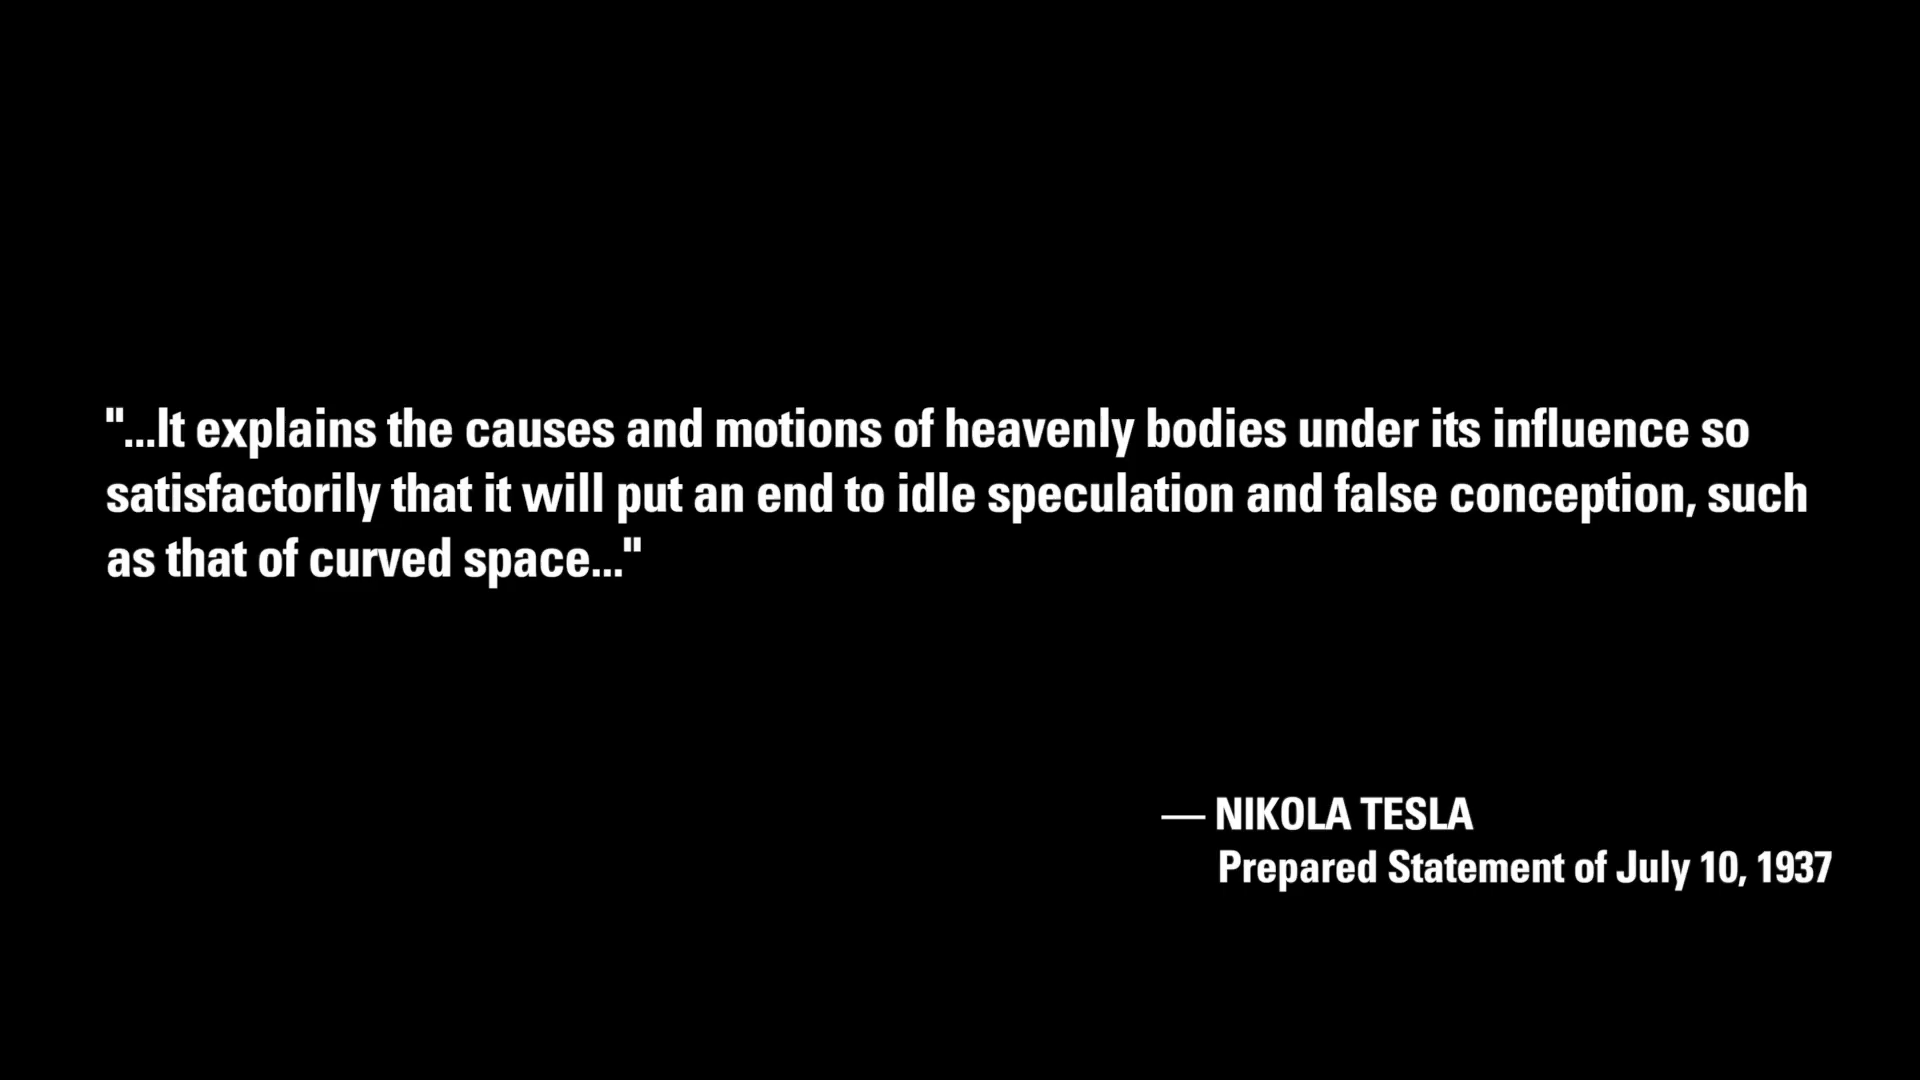 "...It explains the causes and motions of heavenly bodies under its influence so
satisfactorily that it will put an end to idle speculation and false conception, such
as that of curved space..."
— NIKOLA TESLA
Prepared Statement of July 10, 1937